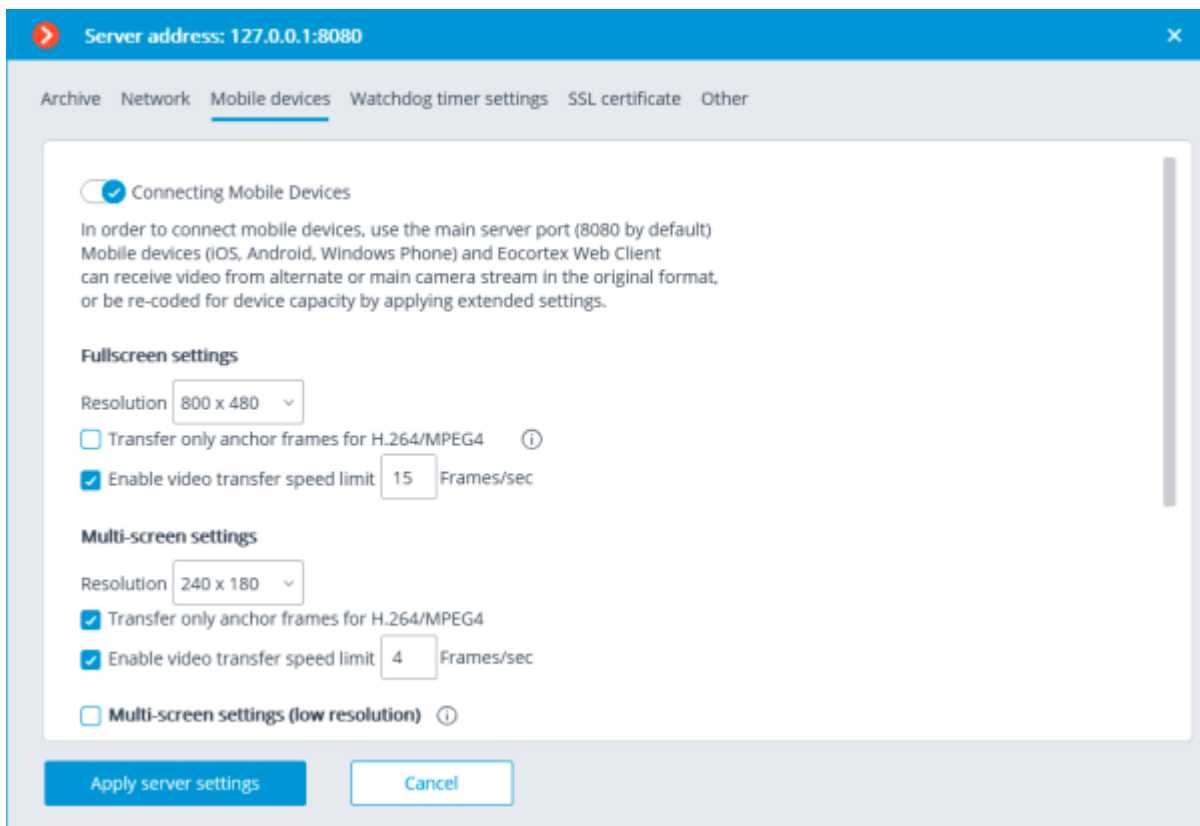 Server address: 127.0.0.1:8080
Archive Network Mobile devices Watchdog timer settings SSL certificate Other
Connecting Mobile Devices
In order to connect mobile devices, use the main server port (8080 by default)
Mobile devices (iOS, Android, Windows Phone) and Eocortex Web Client
can receive video from alternate or main camera stream in the original format,
or be re-coded for device capacity by applying extended settings.
Fullscreen settings
Resolution 800 x 480
Transfer only anchor frames for H.264/MPEG4
Enable video transfer speed limit 15 Frames/sec
Multi-screen settings
Resolution 240 x 180
Transfer only anchor frames for H.264/MPEG4
Enable video transfer speed limit 4 Frames/sec
Multi-screen settings (low resolution)
Apply server settings Cancel